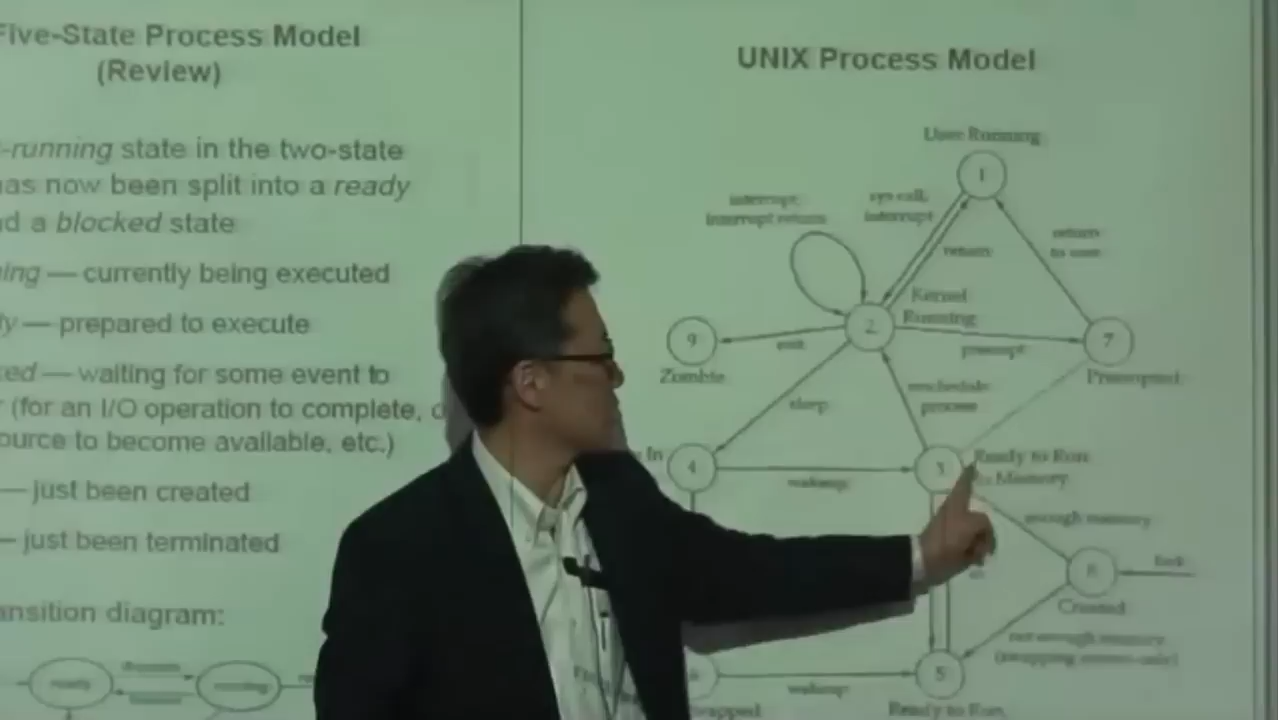 Five-State Process Model
(Review)
-running state in the two-state
has now been split into a ready
d a blocked state
ing — currently being executed
y — prepared to execute
ed — waiting for some event to
(for an I/O operation to complete,
ource to become available, etc.)
— just been created
— just been terminated
nsition diagram:
ready
running
UNIX Process Model
User Running
1
interrupt,
interrupt return
sys call,
interrupt
return
return
to user
2
Kernel
Running
9
Zombie
exit
preempt
7
Preempted
sleep
reschedule
process
4
In
wakeup
3
Ready to Run
Memory
enough memory
fork
Created
not enough memory
(swapping system only)
wakeup
5
Ready to Run,
wapped